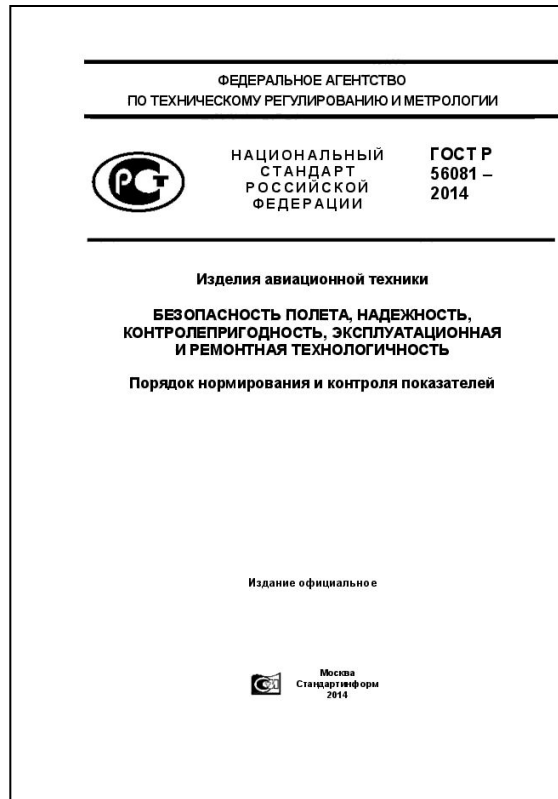 ФЕДЕРАЛЬНОЕ АГЕНТСТВО
ПО ТЕХНИЧЕСКОМУ РЕГУЛИРОВАНИЮ И МЕТРОЛОГИИ
НАЦИОНАЛЬНЫЙ
СТАНДАРТ
РОССИЙСКОЙ
ФЕДЕРАЦИИ
ГОСТ Р
56081 –
2014
Изделия авиационной техники
БЕЗОПАСНОСТЬ ПОЛЕТА, НАДЕЖНОСТЬ,
КОНТРОЛЕПРИГОДНОСТЬ, ЭКСПЛУАТАЦИОННАЯ
И РЕМОНТНАЯ ТЕХНОЛОГИЧНОСТЬ
Порядок нормирования и контроля показателей
Издание официальное
Москва
Стандартинформ
2014